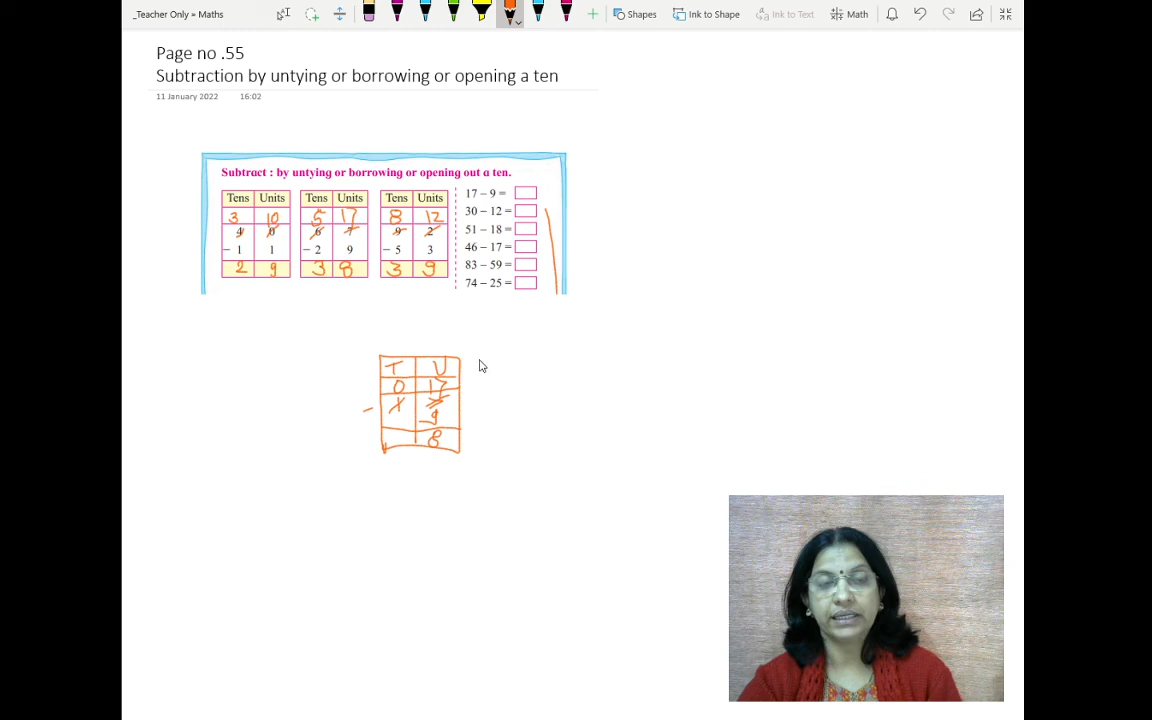 _Teacher Only = Maths
Shapes
Ink to Shape
Ink to Text
Math
Page no .55
Subtraction by untying or borrowing or opening a ten
11 January 2022 16:02
Subtract : by untying or borrowing or opening out a ten.
Tens Units Tens Units Tens Units
3 10 5 17 8 12
4 0 6 7 9 2
− 1 1 − 2 9 − 5 3
2 9 3 8 3 9
17 − 9 =
30 − 12 =
51 − 18 =
46 − 17 =
83 − 59 =
74 − 25 =
T U
0 17
1 7
− 9
8